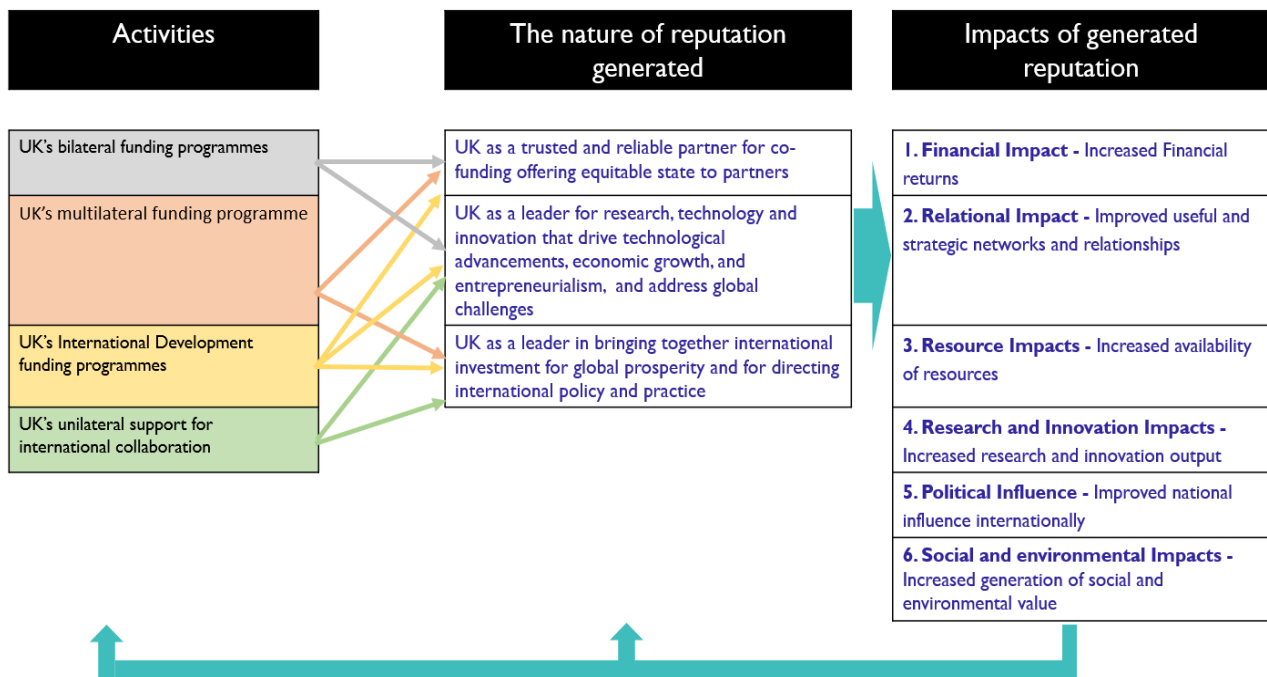 Activities
The nature of reputation
generated
Impacts of generated
reputation
UK's bilateral funding programmes
UK's multilateral funding programme
UK's International Development
funding programmes
UK's unilateral support for
international collaboration
UK as a trusted and reliable partner for co-
funding offering equitable state to partners
UK as a leader for research, technology and
innovation that drive technological
advancements, economic growth, and
entrepreneurialism, and address global
challenges
UK as a leader in bringing together international
investment for global prosperity and for directing
international policy and practice
1. Financial Impact - Increased Financial
returns
2. Relational Impact - Improved useful and
strategic networks and relationships
3. Resource Impacts - Increased availability
of resources
4. Research and Innovation Impacts -
Increased research and innovation output
5. Political Influence - Improved national
influence internationally
6. Social and environmental Impacts -
Increased generation of social and
environmental value